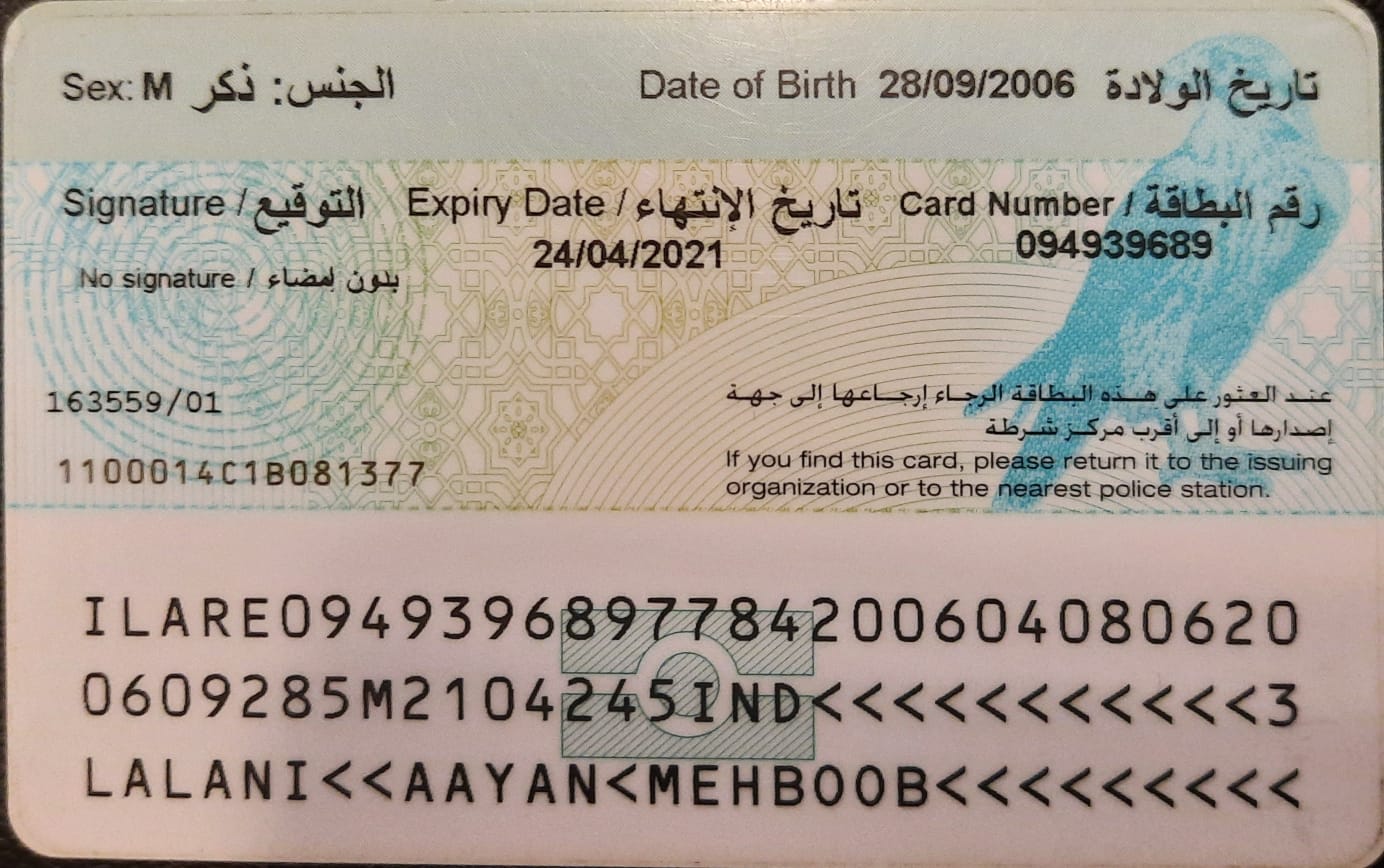 Sex: M الجنس: ذكر
Date of Birth 28/09/2006 تاريخ الولادة
Signature / التوقيع
No signature / بدون إمضاء
Expiry Date / تاريخ الإنتهاء
24/04/2021
Card Number / رقم البطاقة
094939689
163559/01
1100014C1B081377
عند العثور على هذه البطاقة الرجاء إرجاعها إلى جهة
إصدارها أو إلى أقرب مركز شرطة
If you find this card, please return it to the issuing
organization or to the nearest police station.
ILARE0949396897784200604080620
0609285M2104245IND<<<<<<<<<<<3
LALANI<<AAYAN<MEHBOOB<<<<<<<<<